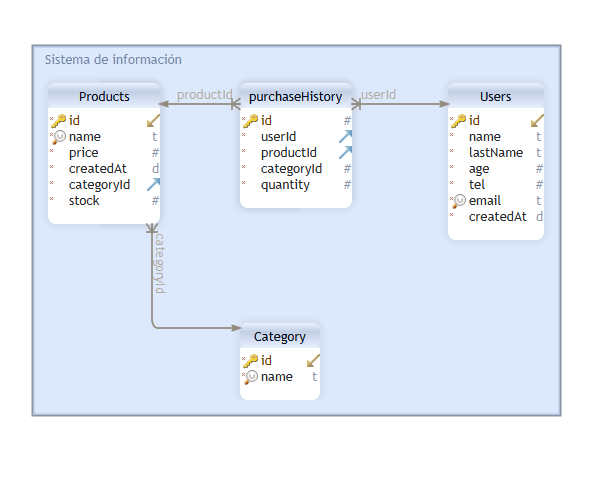 Sistema de información
Products
* id
* name t
* price #
* createdAt d
* categoryId
* stock #
productId
purchaseHistory
* id #
* userId
* productId
* categoryId #
* quantity #
userId
Users
* id
* name t
* lastName t
* age #
* tel #
* email t
* createdAt d
categoryId
Category
* id
* name t